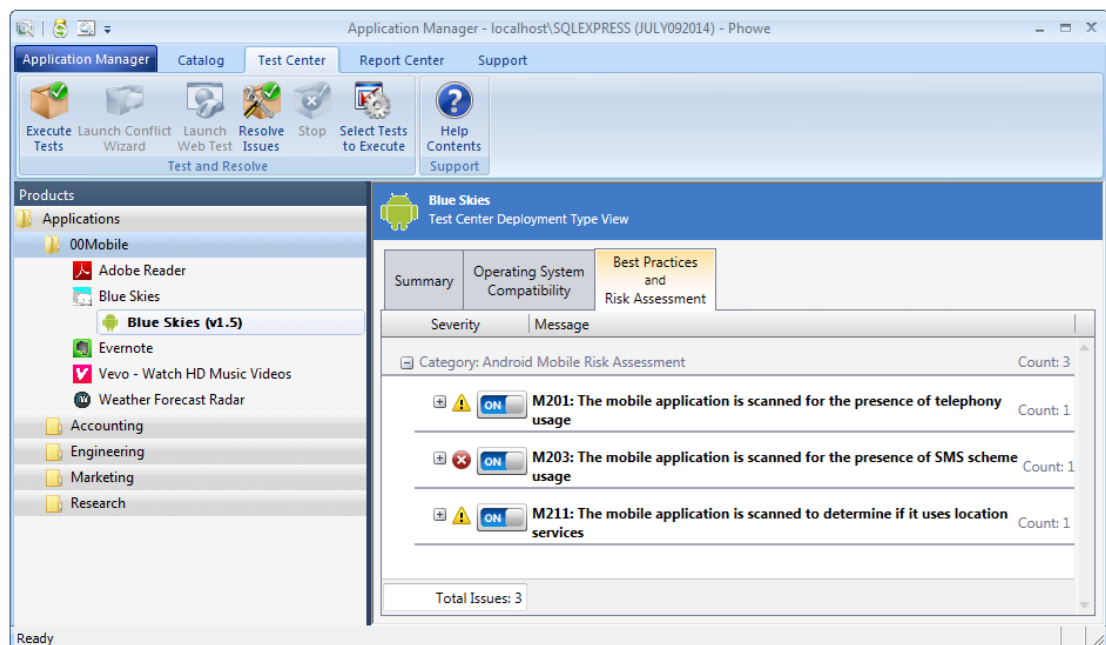 Application Manager - localhost\SQLEXPRESS (JULY092014) - Phowe
Application Manager
Catalog
Test Center
Report Center
Support
Execute
Tests
Launch Conflict
Wizard
Launch
Web Test
Resolve
Issues
Stop
Select Tests
to Execute
Help
Contents
Test and Resolve
Support
Products
Applications
00Mobile
Adobe Reader
Blue Skies
Blue Skies (v1.5)
Evernote
Vevo - Watch HD Music Videos
Weather Forecast Radar
Accounting
Engineering
Marketing
Research
Blue Skies
Test Center Deployment Type View
Summary
Operating System
Compatibility
Best Practices
and
Risk Assessment
Severity
Message
Category: Android Mobile Risk Assessment
Count: 3
ON
M201: The mobile application is scanned for the presence of telephony
usage
Count: 1
ON
M203: The mobile application is scanned for the presence of SMS scheme
usage
Count: 1
ON
M211: The mobile application is scanned to determine if it uses location
services
Count: 1
Total Issues: 3
Ready